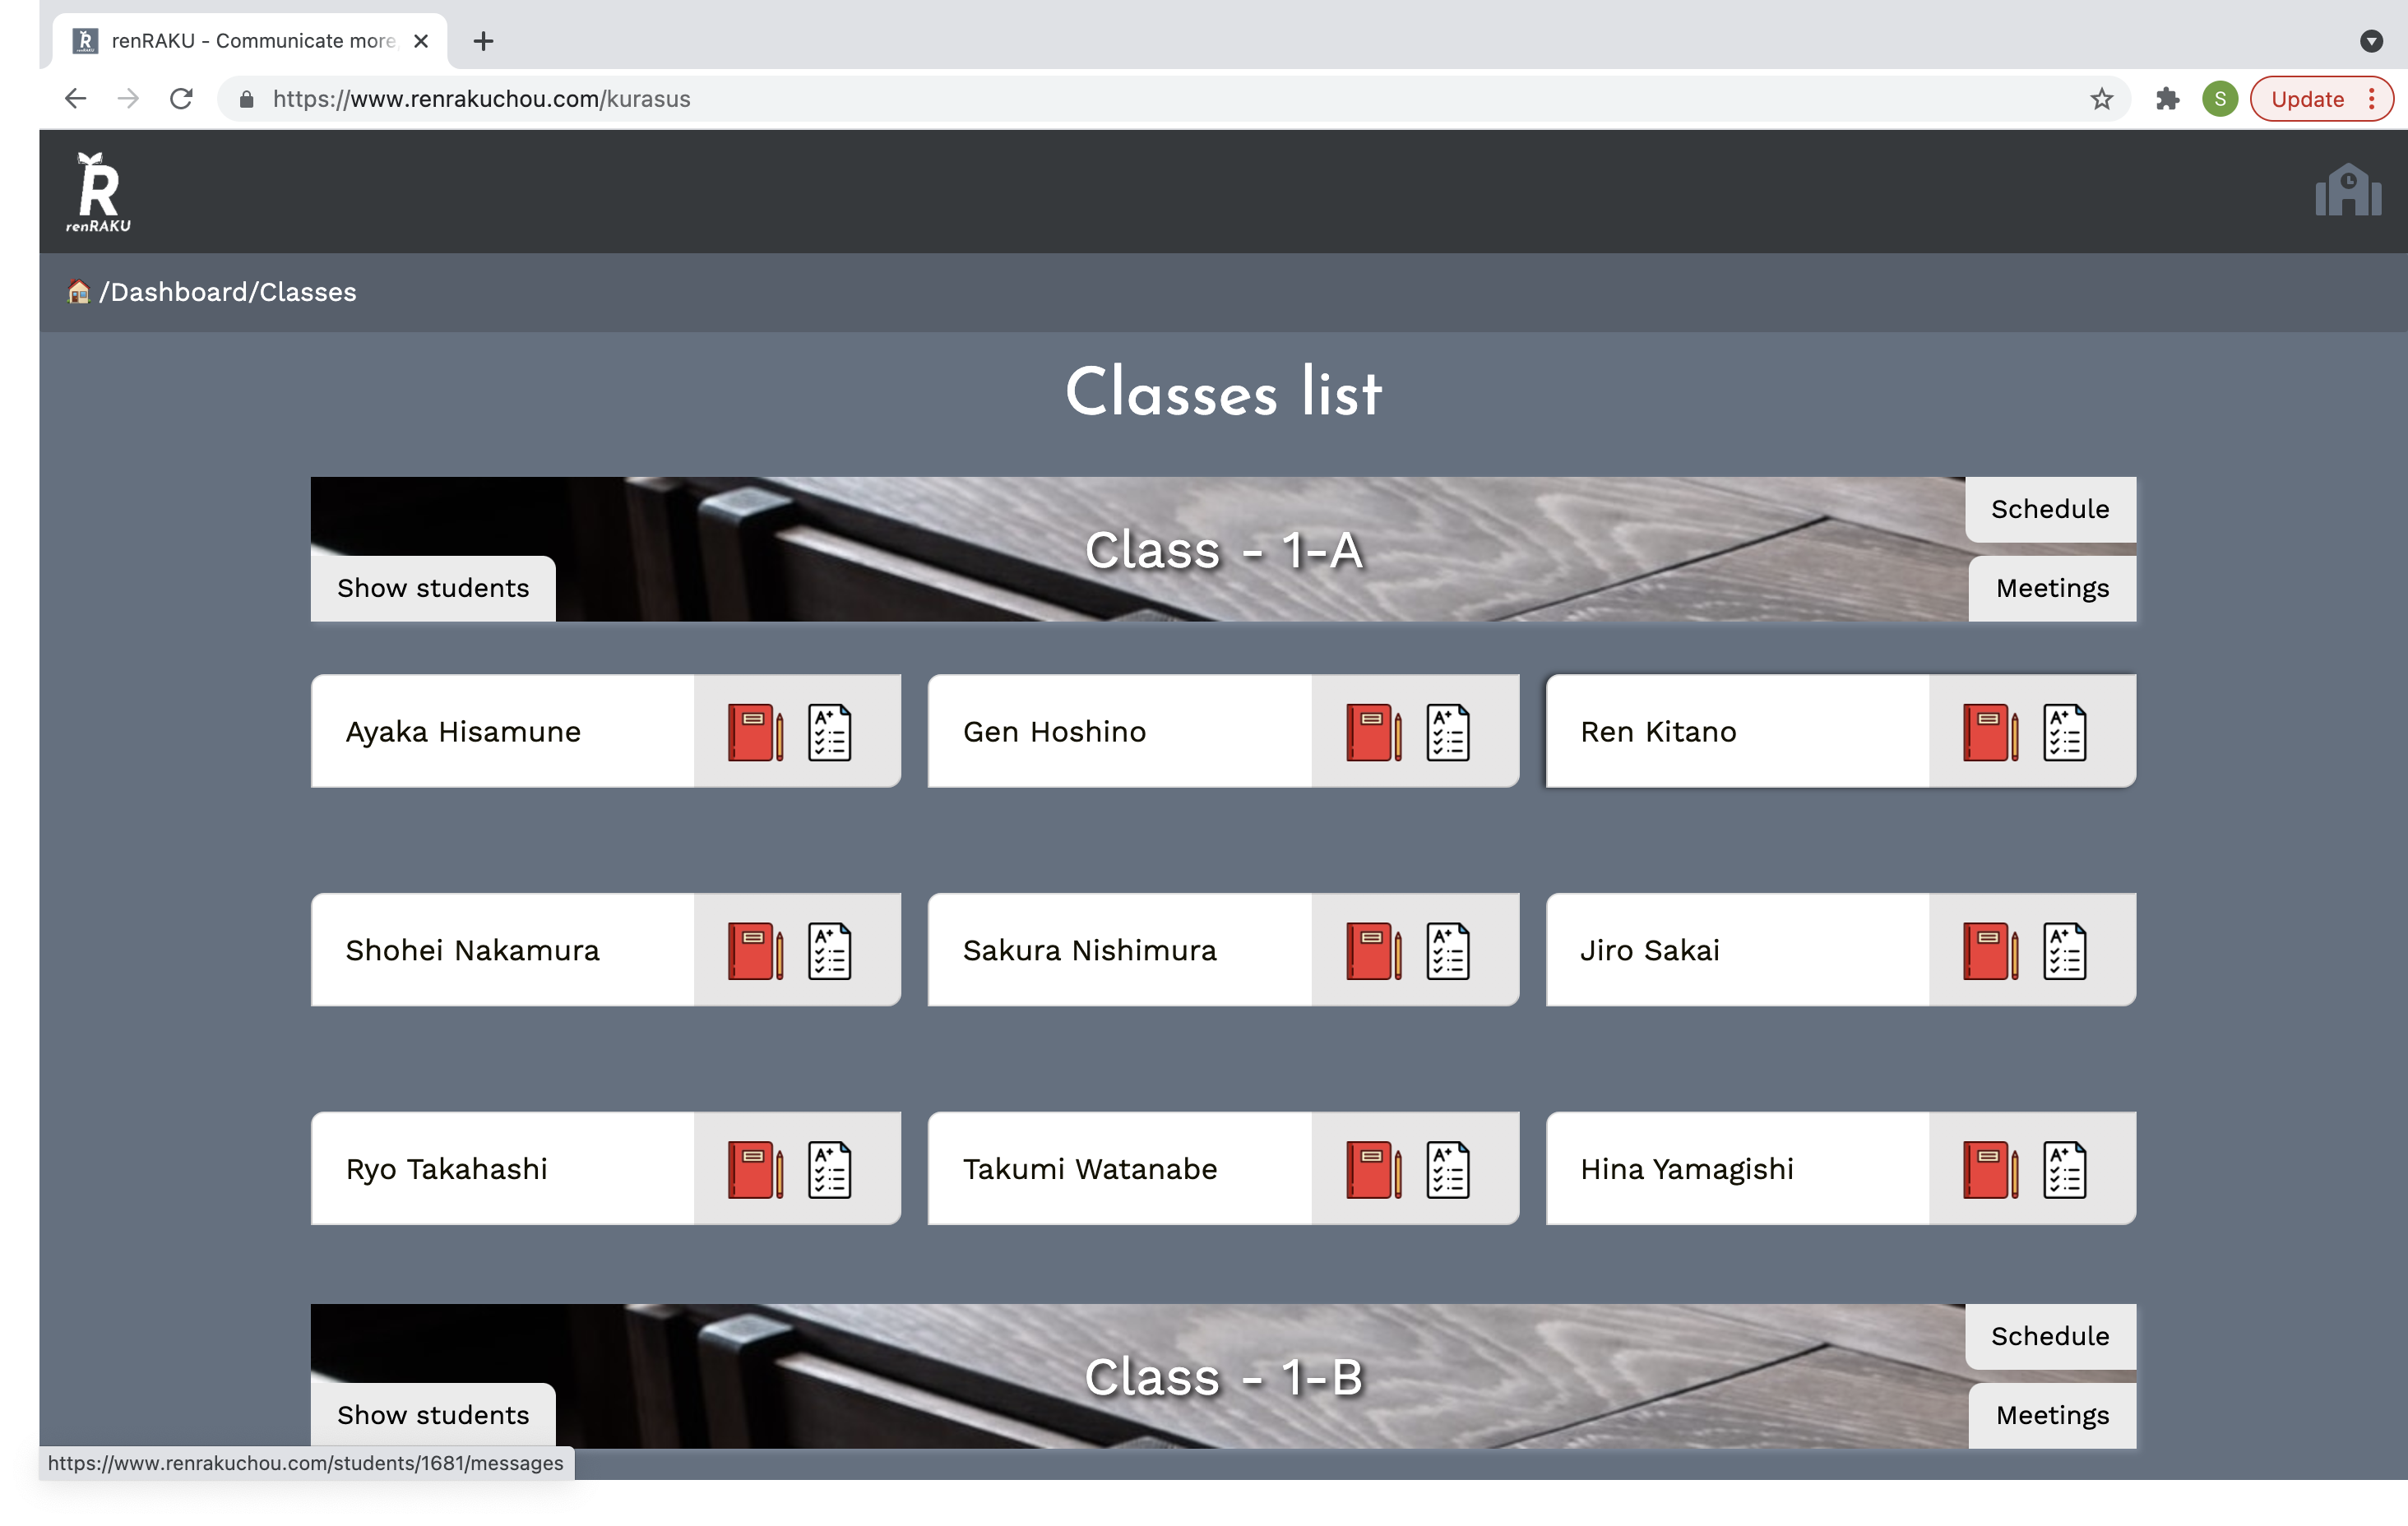 renRAKU - Communicate more
https://www.renrakuchou.com/kurasus
S
Update
R
renRAKU
/Dashboard/Classes
Classes list
Class - 1-A
Schedule
Show students
Meetings
Ayaka Hisamune
A+
Gen Hoshino
A+
Ren Kitano
A+
Shohei Nakamura
A+
Sakura Nishimura
A+
Jiro Sakai
A+
Ryo Takahashi
A+
Takumi Watanabe
A+
Hina Yamagishi
A+
Class - 1-B
Schedule
Show students
Meetings
https://www.renrakuchou.com/students/1681/messages